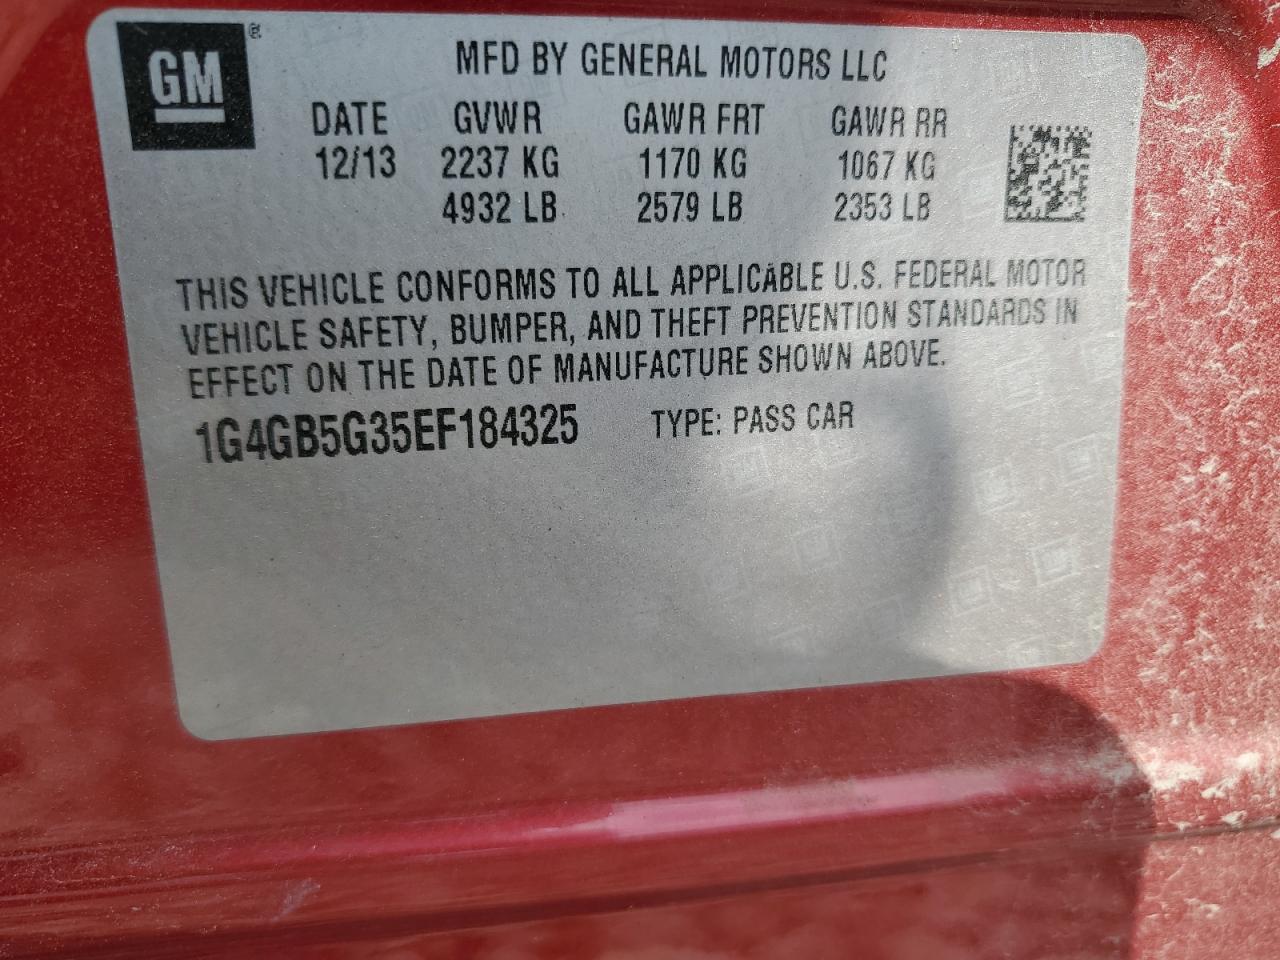 GM ®
MFD BY GENERAL MOTORS LLC
DATE GVWR GAWR FRT GAWR RR
12/13 2237 KG 1170 KG 1067 KG
4932 LB 2579 LB 2353 LB
THIS VEHICLE CONFORMS TO ALL APPLICABLE U.S. FEDERAL MOTOR
VEHICLE SAFETY, BUMPER, AND THEFT PREVENTION STANDARDS IN
EFFECT ON THE DATE OF MANUFACTURE SHOWN ABOVE.
1G4GB5G35EF184325 TYPE: PASS CAR